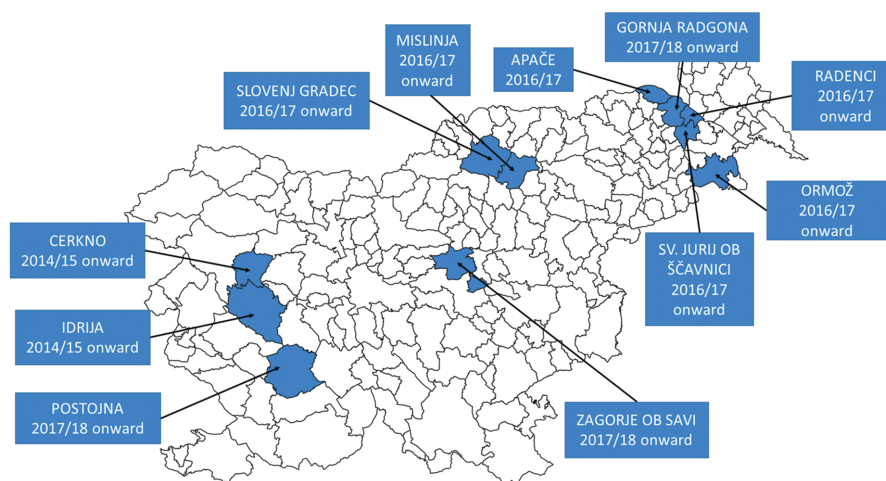 MISLINJA
2016/17
onward
GORNJA RADGONA
2017/18 onward
APAČE
2016/17
SLOVENJ GRADEC
2016/17 onward
RADENCI
2016/17
onward
ORMOŽ
2016/17
onward
CERKNO
2014/15 onward
SV. JURIJ OB
ŠČAVNICI
2016/17
onward
IDRIJA
2014/15 onward
POSTOJNA
2017/18 onward
ZAGORJE OB SAVI
2017/18 onward